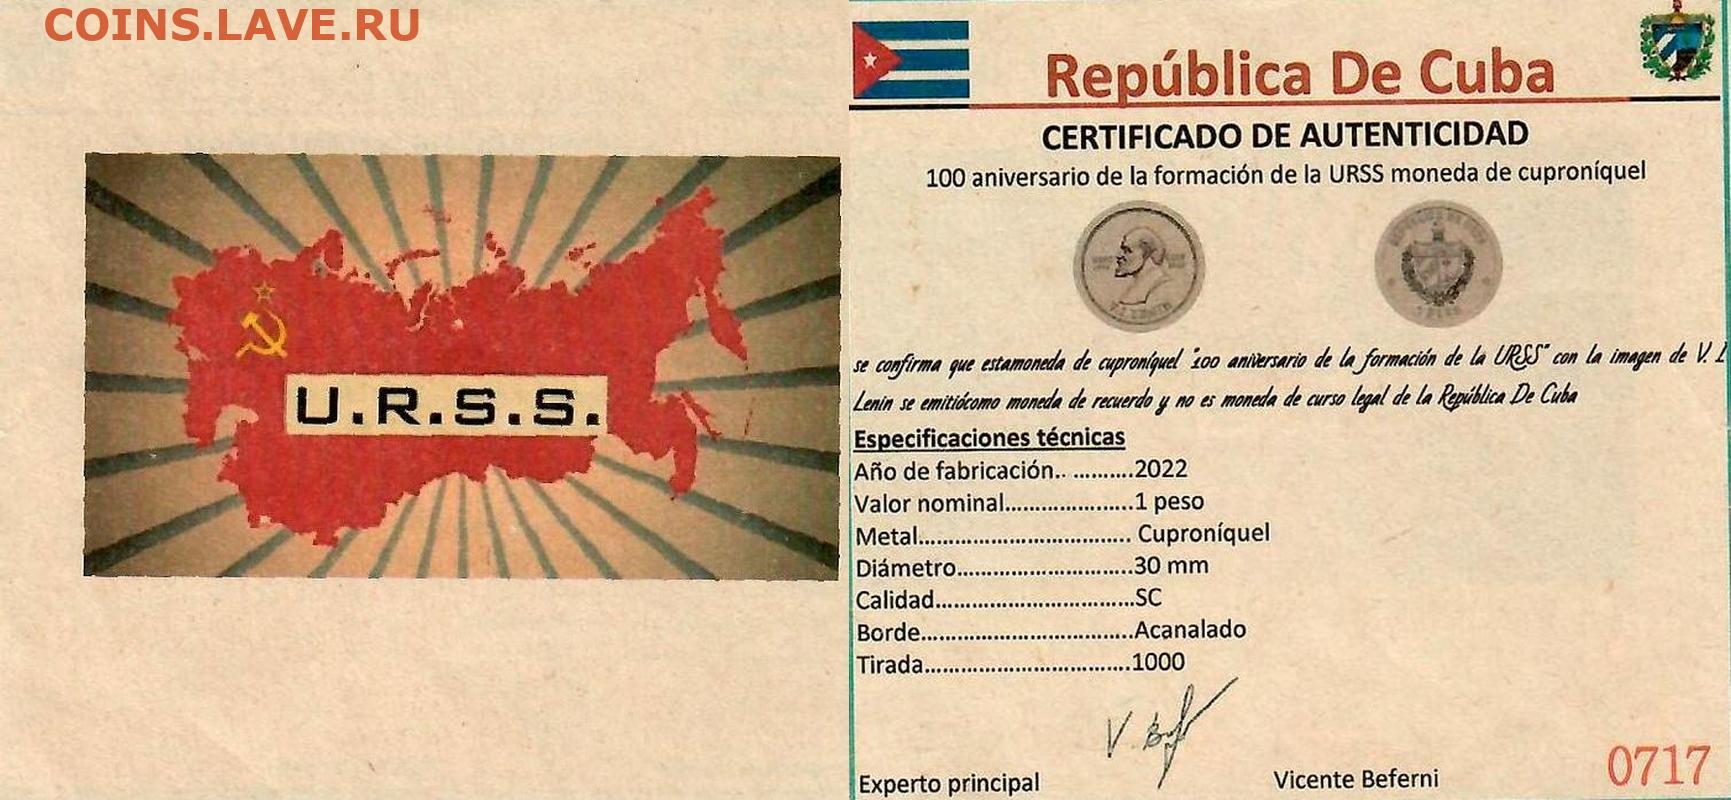 COINS.LAVE.RU
U.R.S.S.
República De Cuba
CERTIFICADO DE AUTENTICIDAD
100 aniversario de la formación de la URSS moneda de cuproníquel
se confirma que estamoneda de cuproníquel "100 aniversario de la formación de la URSS" con la imagen de V. I.
Lenin se emitiócomo moneda de recuerdo y no es moneda de curso legal de la República De Cuba
Especificaciones técnicas
Año de fabricación.. ..........2022
Valor nominal......................1 peso
Metal.................................... Cuproníquel
Diámetro..............................30 mm
Calidad..................................SC
Borde....................................Acanalado
Tirada...................................1000
V. Bef
Experto principal
Vicente Beferni
0717